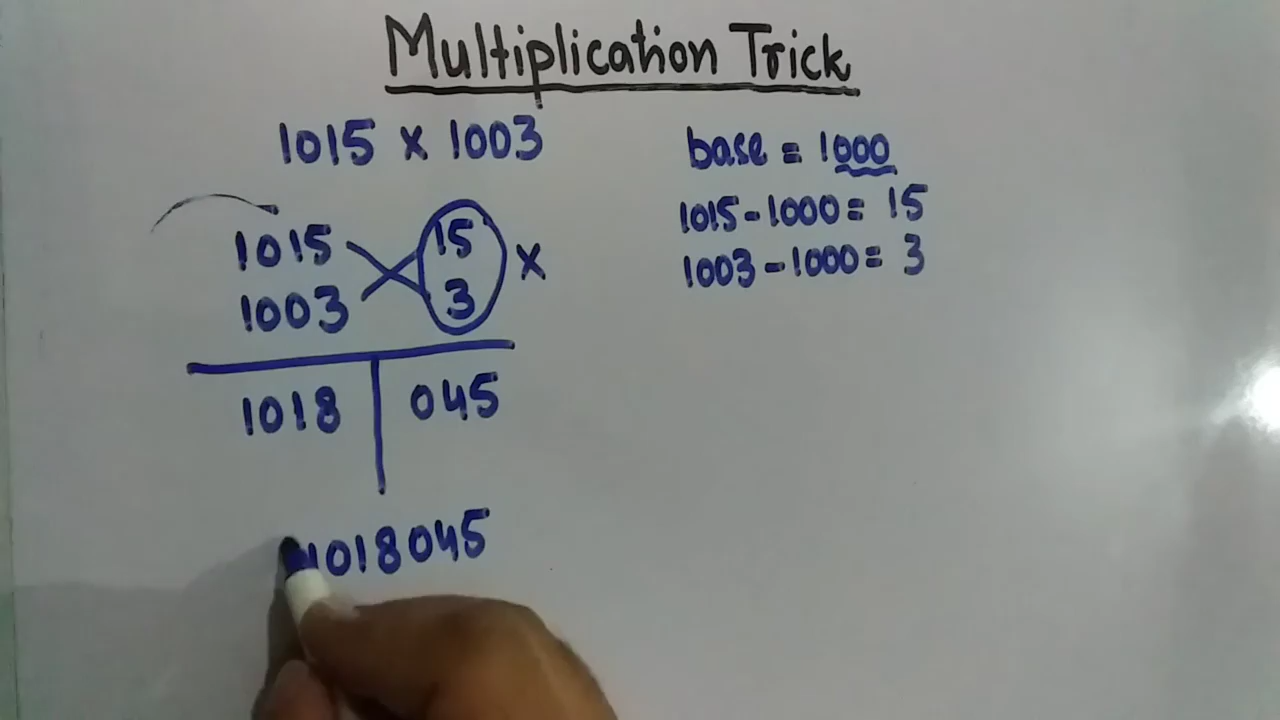 Multiplication Trick
1015 x 1003
base = 1000
1015-1000= 15
1003-1000= 3
1015 15
1003 3
x
1018 045
1018045